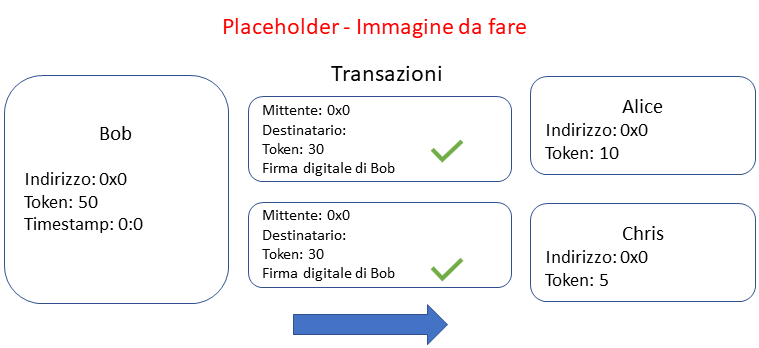 Placeholder - Immagine da fare
Transazioni
Bob
Indirizzo: 0x0
Token: 50
Timestamp: 0:0
Mittente: 0x0
Destinatario:
Token: 30
Firma digitale di Bob
Mittente: 0x0
Destinatario:
Token: 30
Firma digitale di Bob
Alice
Indirizzo: 0x0
Token: 10
Chris
Indirizzo: 0x0
Token: 5